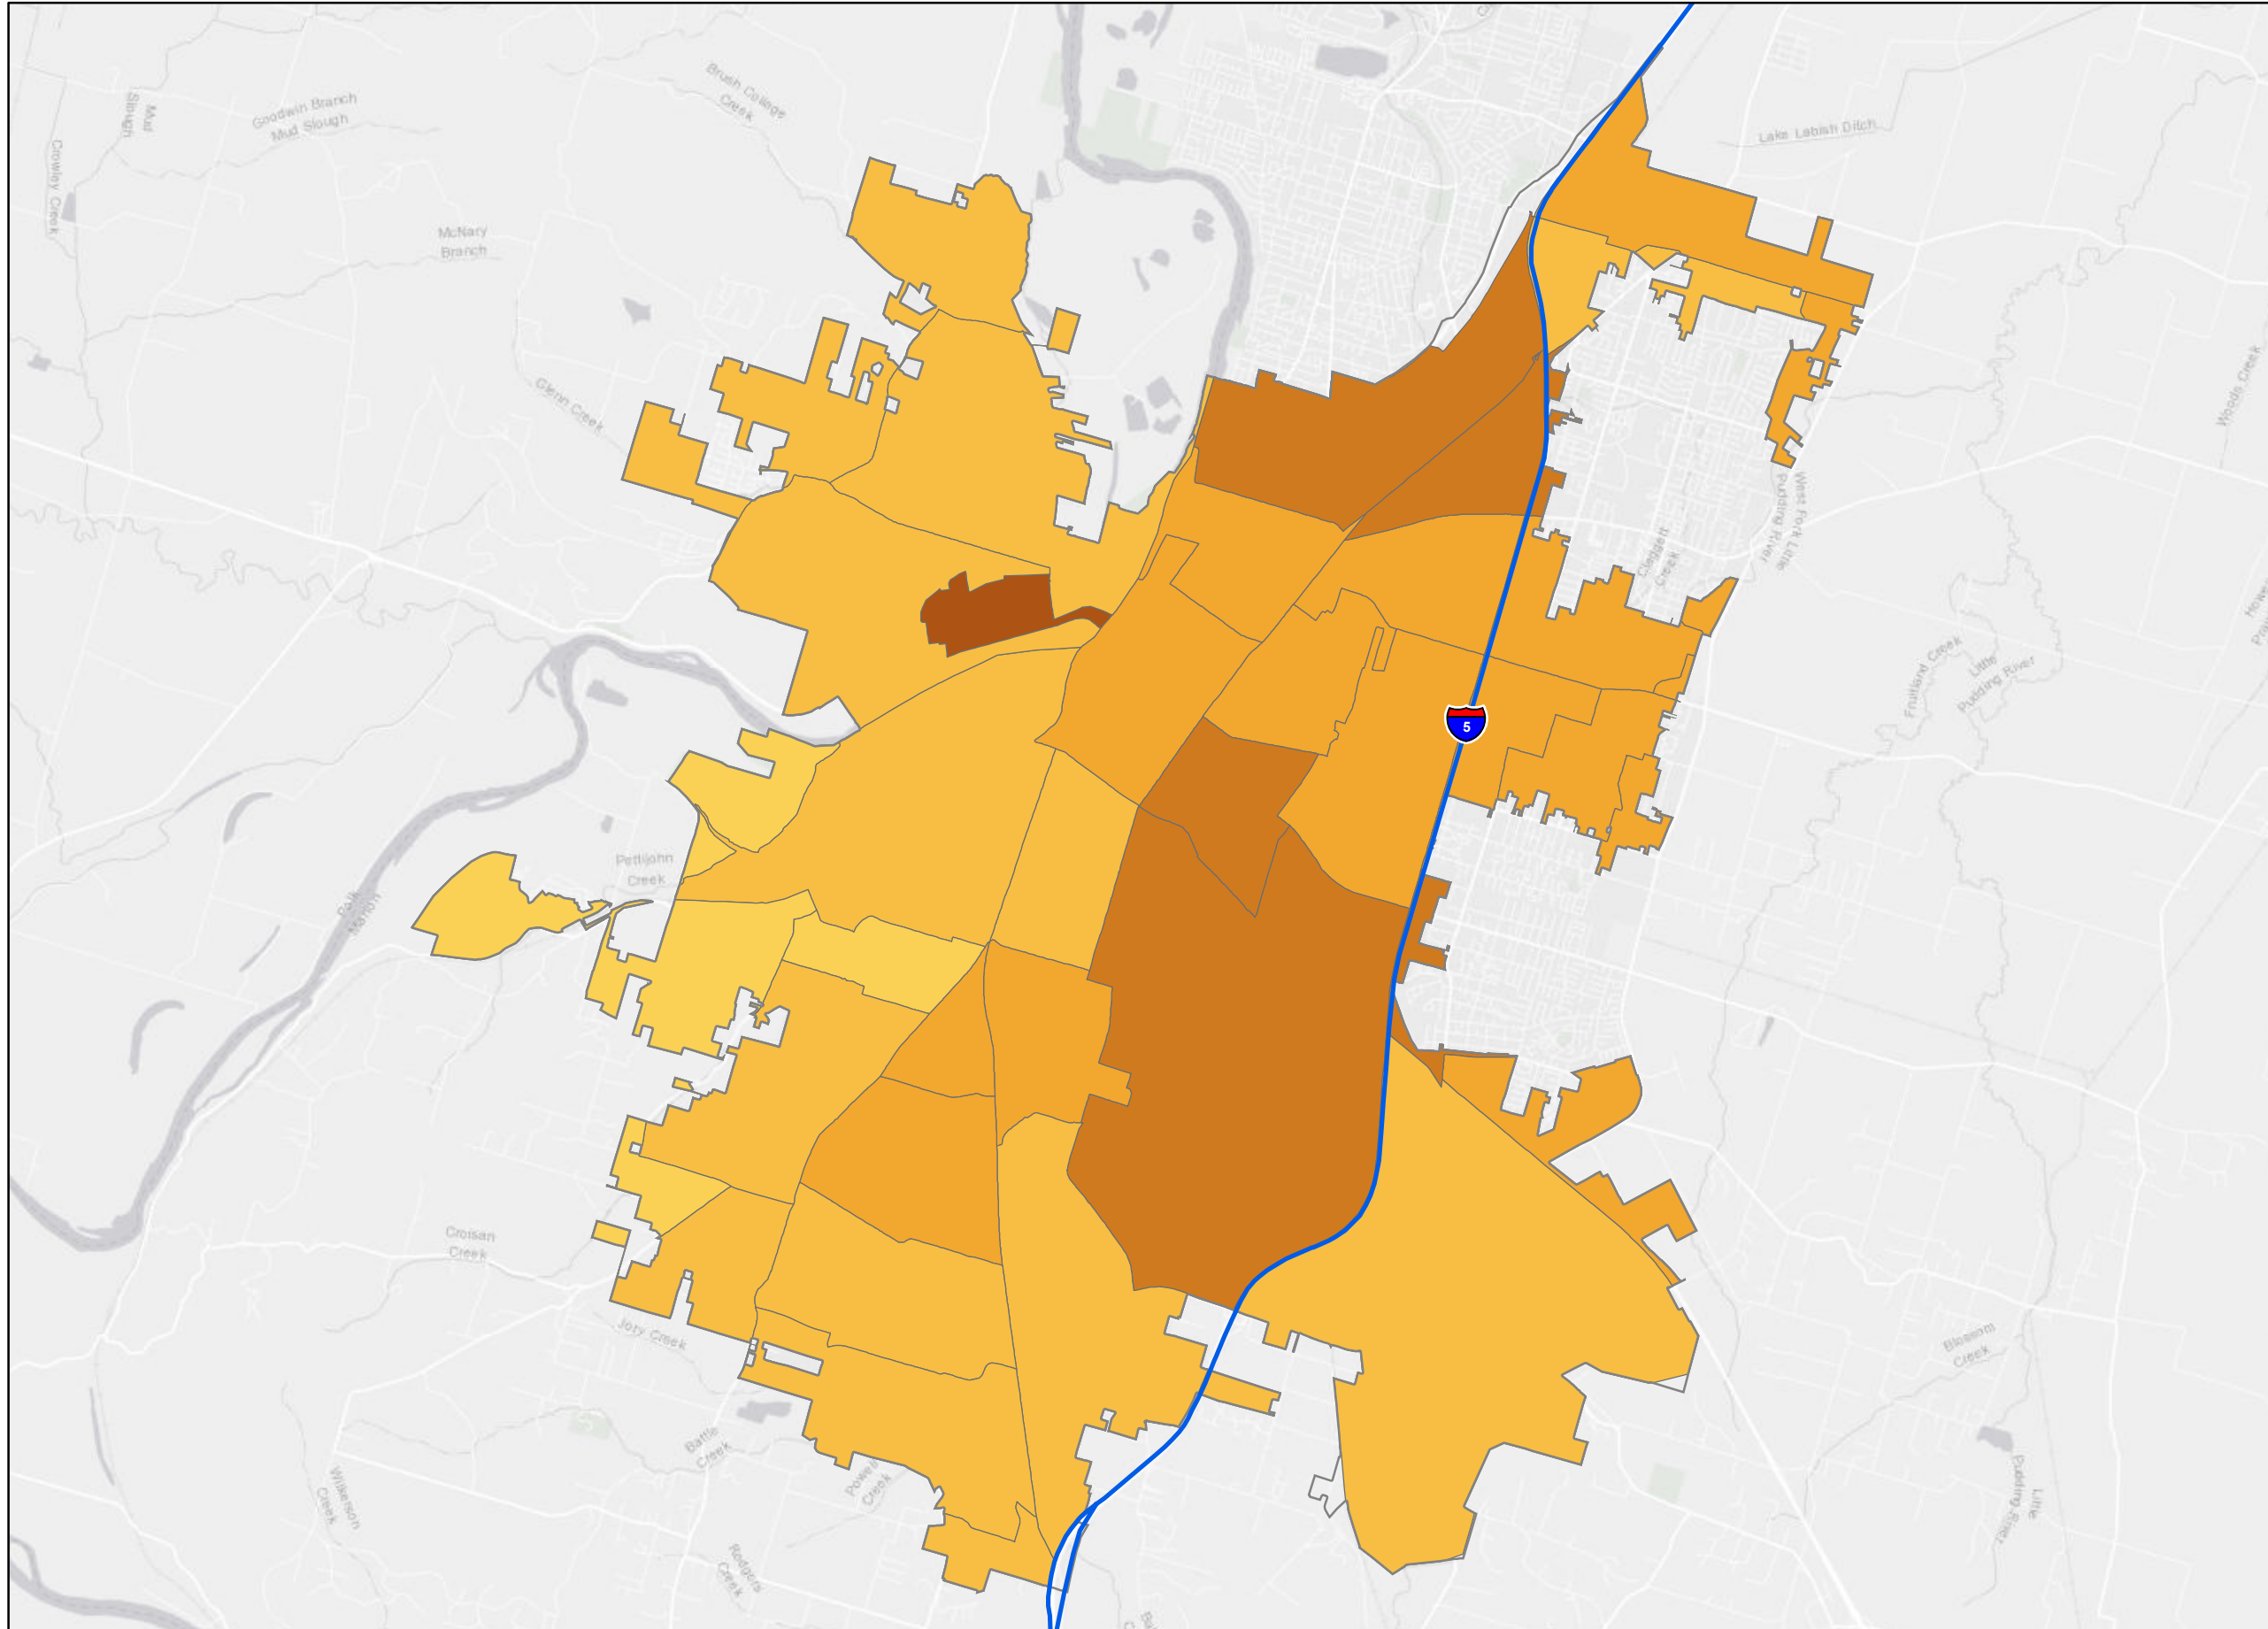 Brush College
Creek
Goodwin Branch
Mud Slough
Mud
Slough
Lake Labish Ditch
Crowley Creek
McNary
Branch
Glenn Creek
Woods Creek
West Fork Little
Pudding River
Claggett
Creek
Fruitland Creek
Little
Pudding River
5
Pettijohn
Creek
Polk
Marion
Croisan
Creek
Jory Creek
Battle
Creek
Powell
Creek
Wilkerson
Creek
Rodgers
Creek
Blossom
Creek
Little
Pudding River